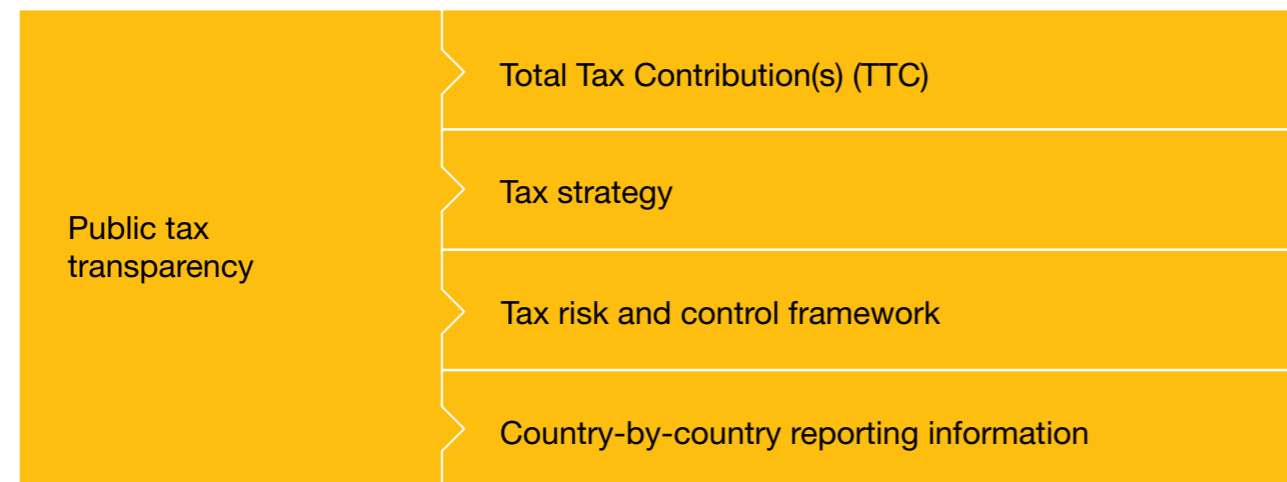 Total Tax Contribution(s) (TTC)
Tax strategy
Public tax
transparency
Tax risk and control framework
Country-by-country reporting information